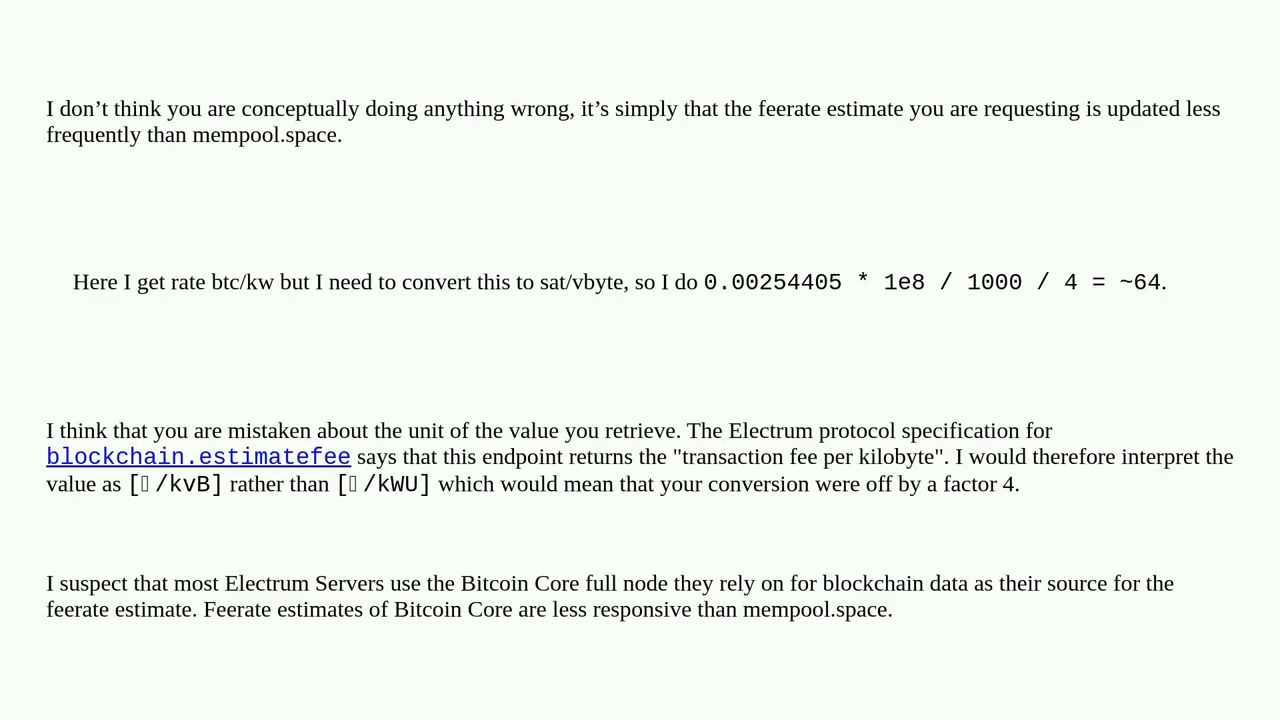 I don’t think you are conceptually doing anything wrong, it’s simply that the feerate estimate you are requesting is updated less
frequently than mempool.space.
Here I get rate btc/kw but I need to convert this to sat/vbyte, so I do 0.00254405 * 1e8 / 1000 / 4 = ~64.
I think that you are mistaken about the unit of the value you retrieve. The Electrum protocol specification for
blockchain.estimatefee says that this endpoint returns the "transaction fee per kilobyte". I would therefore interpret the
value as [▯/kvB] rather than [▯/kWU] which would mean that your conversion were off by a factor 4.
I suspect that most Electrum Servers use the Bitcoin Core full node they rely on for blockchain data as their source for the
feerate estimate. Feerate estimates of Bitcoin Core are less responsive than mempool.space.